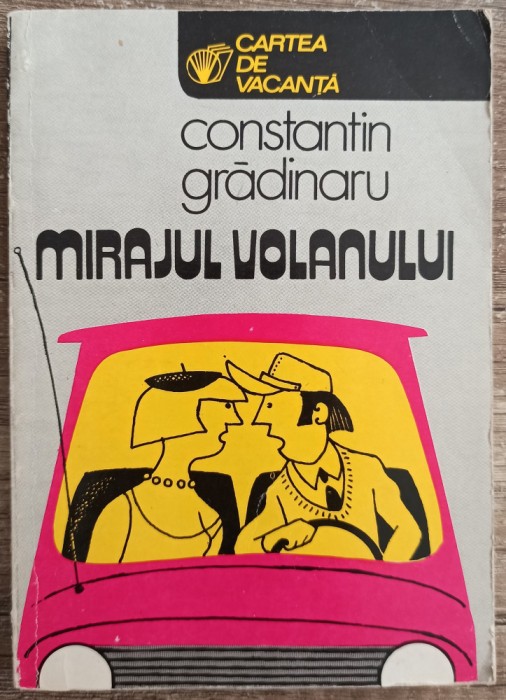 CARTEA
DE
VACANȚĂ
constantin
grădinaru
MIRAJUL VOLANULUI